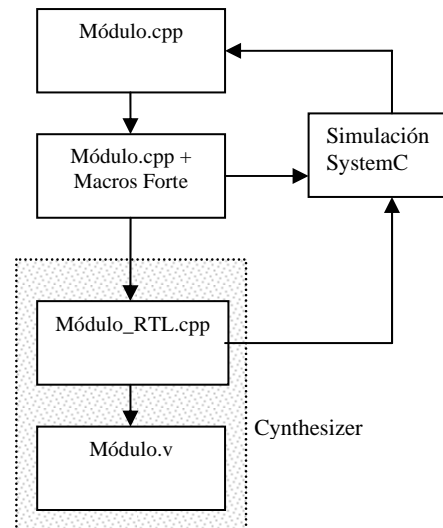 Módulo.cpp
Módulo.cpp +
Macros Forte
Simulación
SystemC
Módulo_RTL.cpp
Cynthesizer
Módulo.v